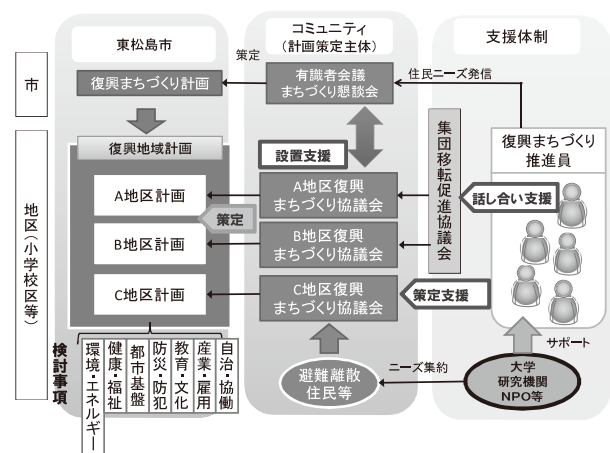 東松島市
コミュニティ
(計画策定主体)
支援体制
市
復興まちづくり計画
策定
有識者会議
まちづくり懇談会
住民ニーズ発信
地区(小学校区等)
復興地域計画
設置支援
集団移転促進協議会
復興まちづくり
推進員
A地区計画
A地区復興
まちづくり協議会
話し合い支援
策定
B地区計画
B地区復興
まちづくり協議会
C地区計画
C地区復興
まちづくり協議会
策定支援
検討事項
環境・エネルギー
健康・福祉
都市基盤
防災・防犯
教育・文化
産業・雇用
自治・協働
避難離散
住民等
ニーズ集約
サポート
大学
研究機関
NPO等